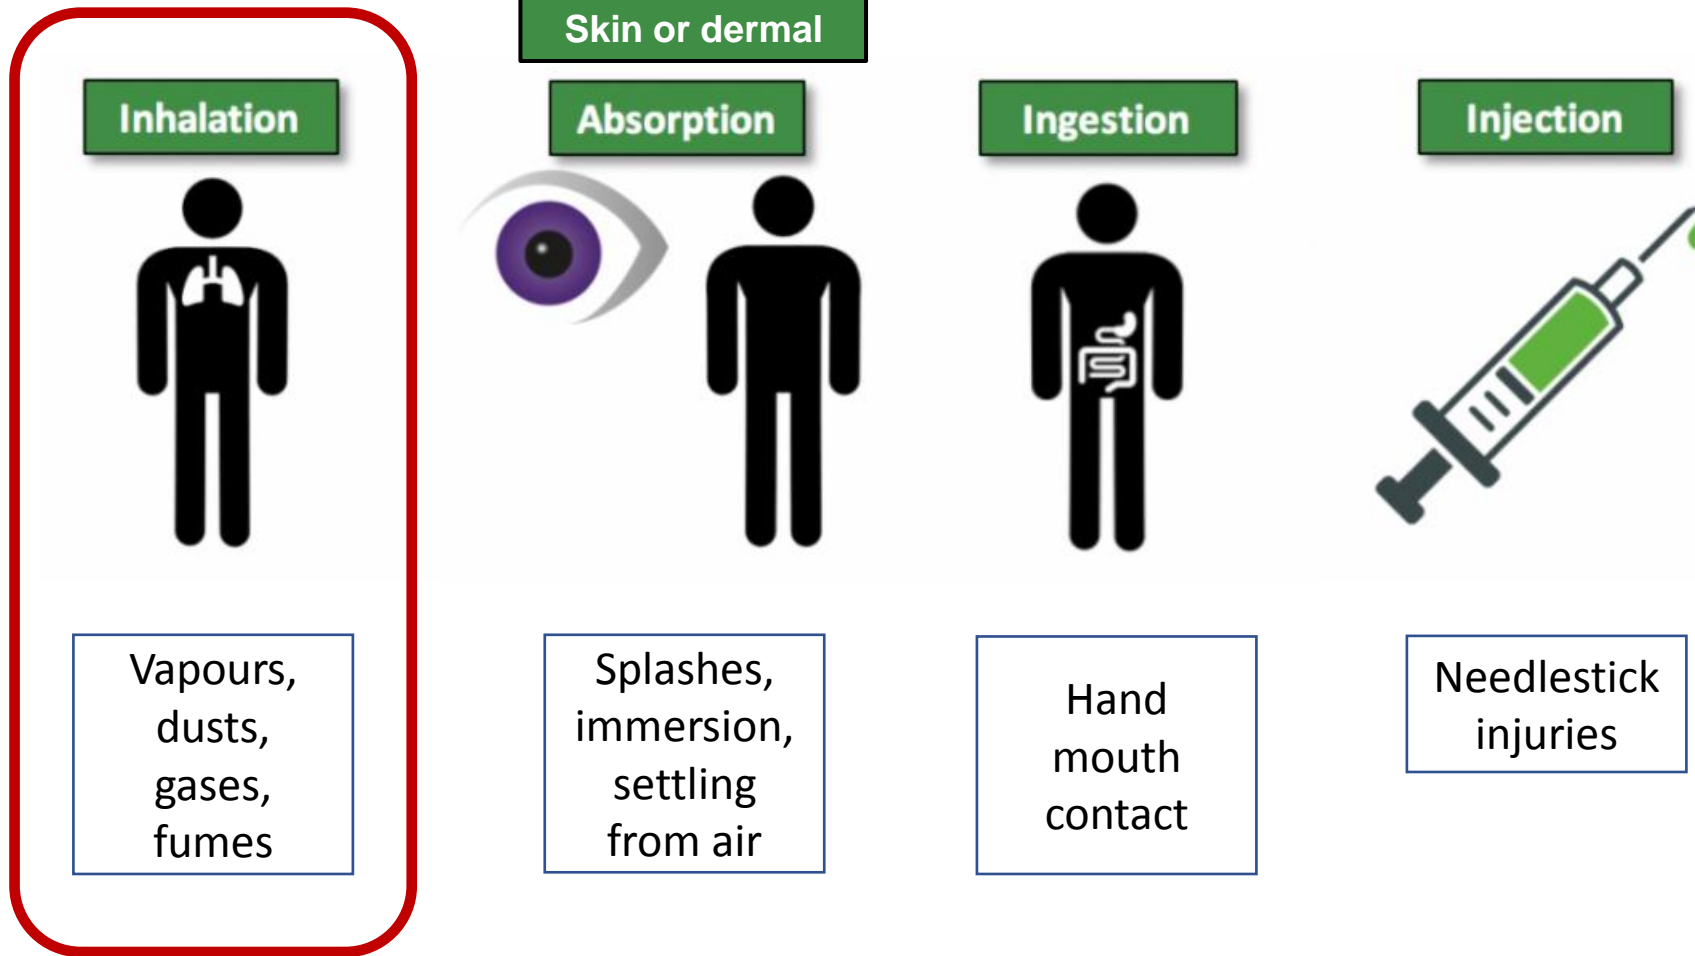 Skin or dermal
Inhalation
Absorption
Ingestion
Injection
Vapours,
dusts,
gases,
fumes
Splashes,
immersion,
settling
from air
Hand
mouth
contact
Needlestick
injuries